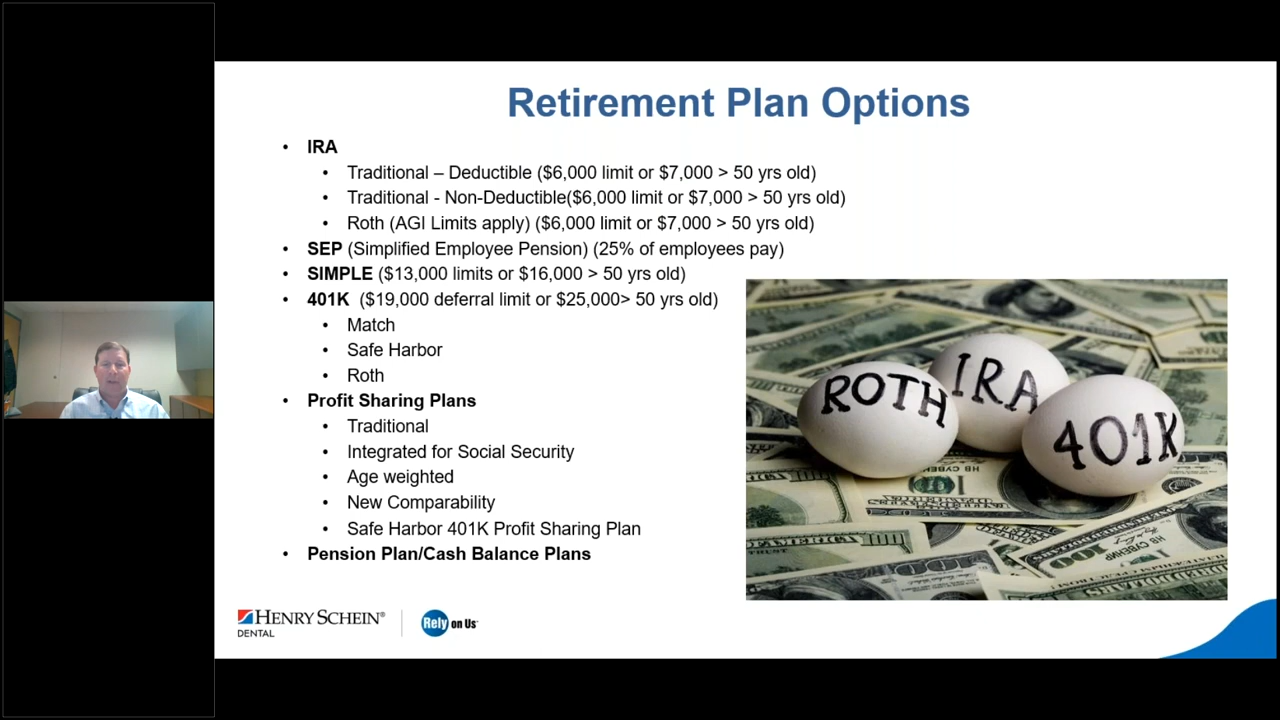 Retirement Plan Options
• IRA
• Traditional – Deductible ($6,000 limit or $7,000 > 50 yrs old)
• Traditional - Non-Deductible($6,000 limit or $7,000 > 50 yrs old)
• Roth (AGI Limits apply) ($6,000 limit or $7,000 > 50 yrs old)
• SEP (Simplified Employee Pension) (25% of employees pay)
• SIMPLE ($13,000 limits or $16,000 > 50 yrs old)
• 401K ($19,000 deferral limit or $25,000> 50 yrs old)
• Match
• Safe Harbor
• Roth
• Profit Sharing Plans
• Traditional
• Integrated for Social Security
• Age weighted
• New Comparability
• Safe Harbor 401K Profit Sharing Plan
• Pension Plan/Cash Balance Plans
ROTH
IRA
401K
100
HENRY SCHEIN®
DENTAL
Rely on Us